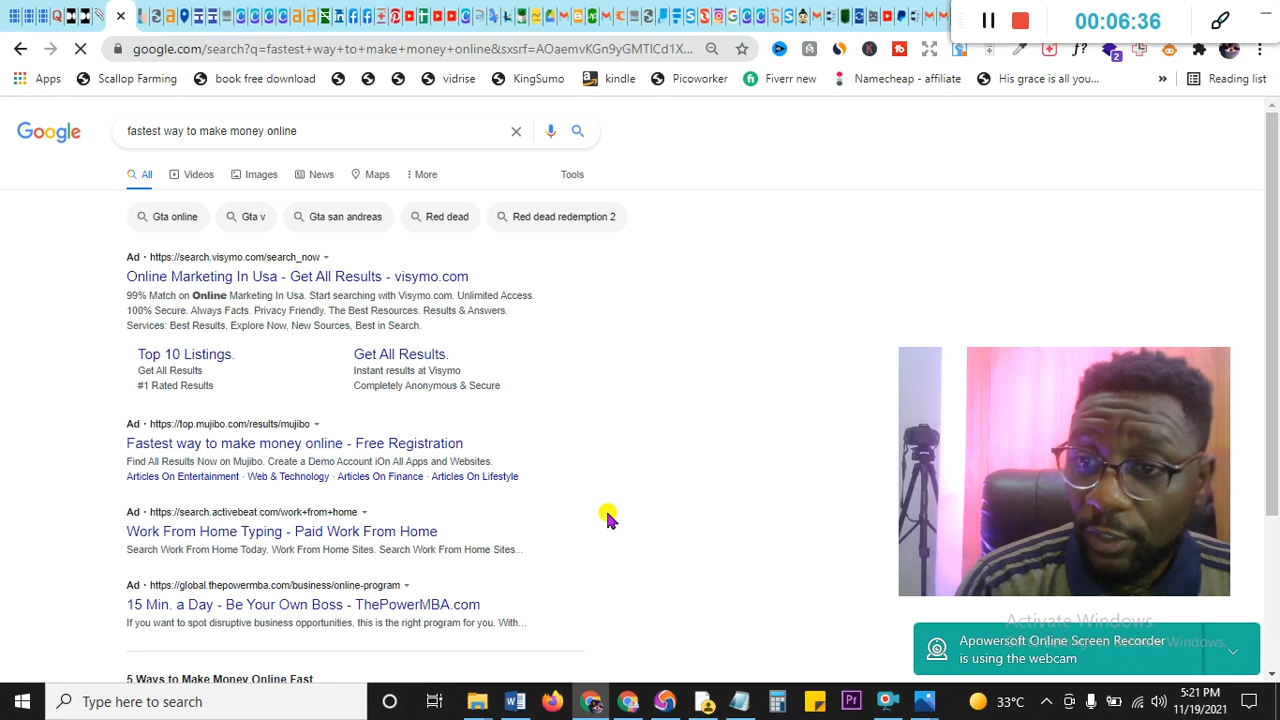 00:06:36
google.com/search?q=fastest+way+to+make+money+online&sxsrf=AOaemvKGn9yGMTlCd1X...
2
Apps
Scallop Farming
book free download
vidrise
KingSumo
kindle
Picoworke
Fiverr new
Namecheap - affiliate
His grace is all you...
»
Reading list
Google
fastest way to make money online
All
Videos
Images
News
Maps
More
Tools
Gta online
Gta v
Gta san andreas
Red dead
Red dead redemption 2
Ad · https://search.visymo.com/search_now
Online Marketing In Usa - Get All Results - visymo.com
99% Match on Online Marketing In Usa. Start searching with Visymo.com. Unlimited Access.
100% Secure. Always Facts. Privacy Friendly. The Best Resources. Results & Answers.
Services: Best Results, Explore Now, New Sources, Best in Search.
Top 10 Listings.
Get All Results.
Get All Results
Instant results at Visymo
#1 Rated Results
Completely Anonymous & Secure
Ad · https://top.mujibo.com/results/mujibo
Fastest way to make money online - Free Registration
Find All Results Now on Mujibo. Create a Demo Account iOn All Apps and Websites.
Articles On Entertainment · Web & Technology · Articles On Finance · Articles On Lifestyle
Ad · https://search.activebeat.com/work+from+home
Work From Home Typing - Paid Work From Home
Search Work From Home Today. Work From Home Sites. Search Work From Home Sites...
Ad · https://global.thepowermba.com/business/online-program
15 Min. a Day - Be Your Own Boss - ThePowerMBA.com
If you want to spot disruptive business opportunities, this is the right program for you. With...
5 Ways to Make Money Online Fast
Activate Windows
Apowersoft Online Screen Recorder
is using the webcam
Windows.
Type here to search
33°C
5:21 PM
11/19/2021